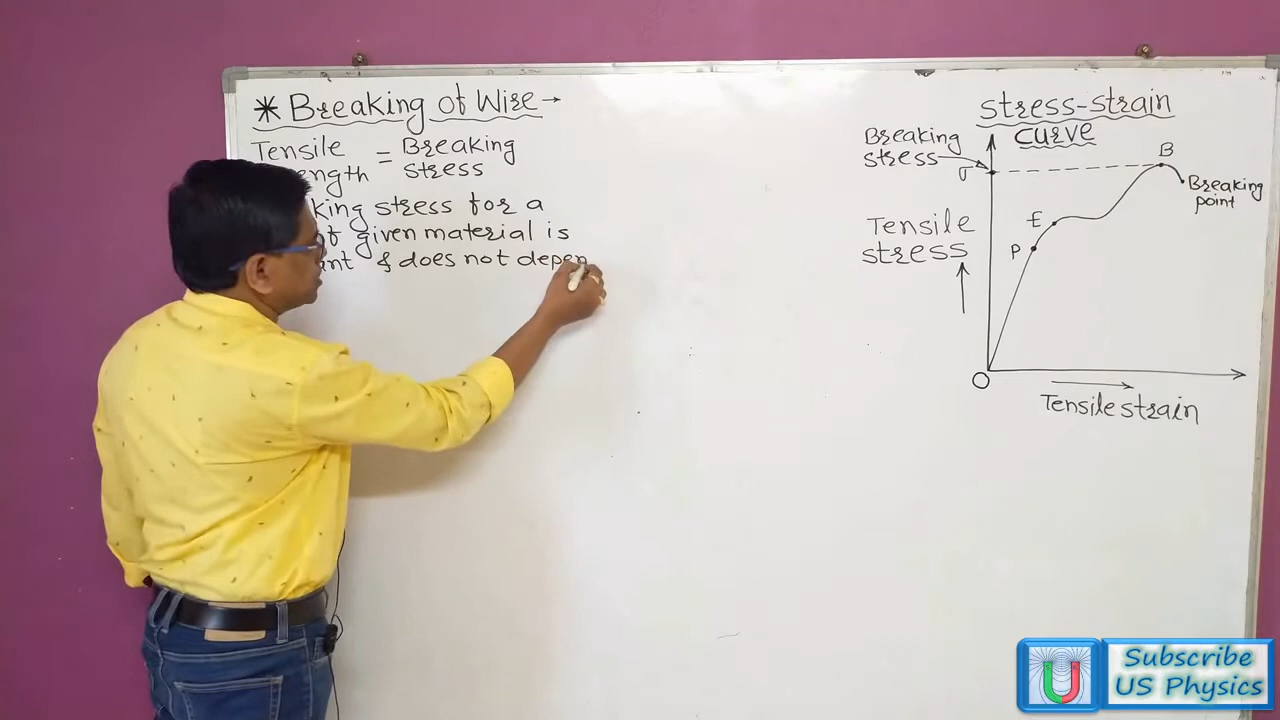 * Breaking of Wire →
Tensile = Breaking
stress
king stress for a
given material is
& does not depen
stress-strain
curve
Breaking
stress
σ
B
Breaking
point
E
P
Tensile
stress
O
Tensile strain
Subscribe
US Physics
U